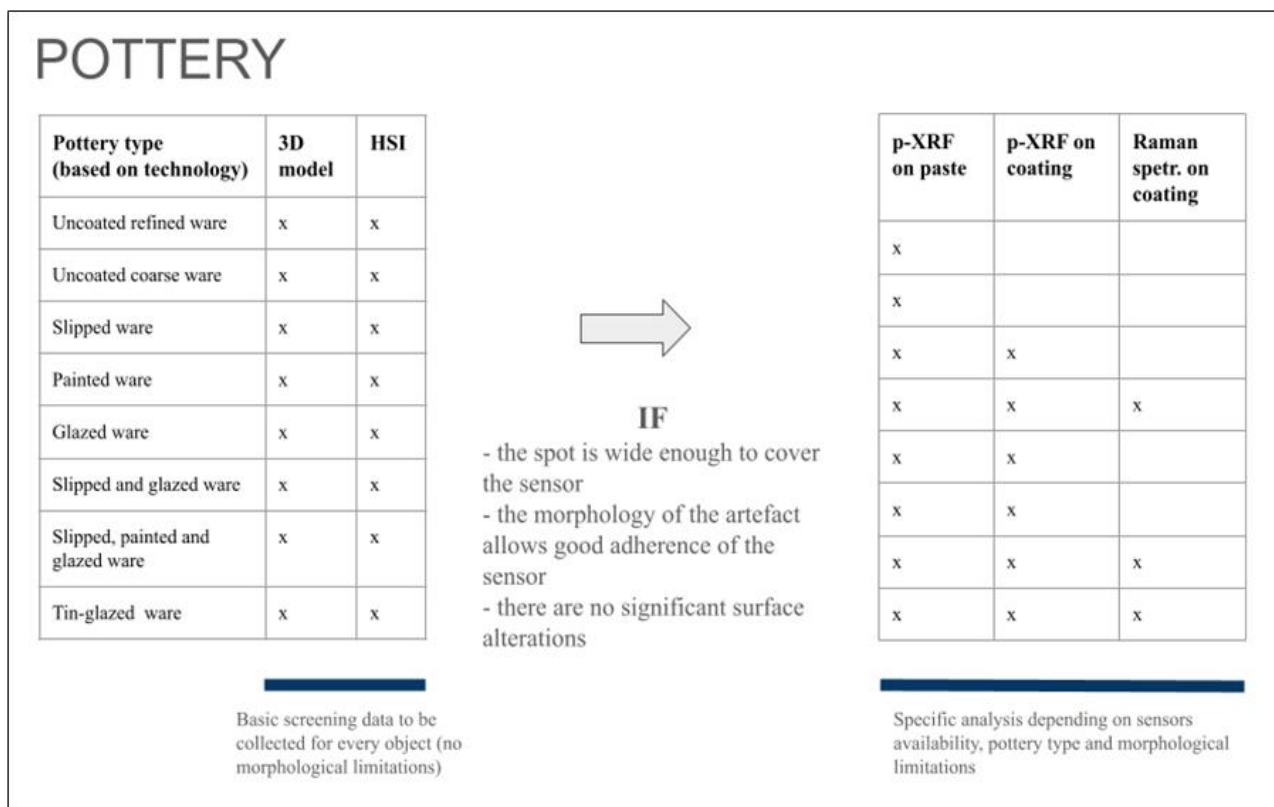 POTTERY
Pottery type 3D HSI
(based on technology) model
Uncoated refined ware x x
Uncoated coarse ware x x
Slipped ware x x
Painted ware x x
Glazed ware x x
Slipped and glazed ware x x
Slipped, painted and x x
glazed ware
Tin-glazed ware x x
Basic screening data to be
collected for every object (no
morphological limitations)
IF
- the spot is wide enough to cover
the sensor
- the morphology of the artefact
allows good adherence of the
sensor
- there are no significant surface
alterations
p-XRF p-XRF on Raman
on paste coating spetr. on
coating
x
x
x x
x x x
x x
x x
x x x
x x x
Specific analysis depending on sensors
availability, pottery type and morphological
limitations